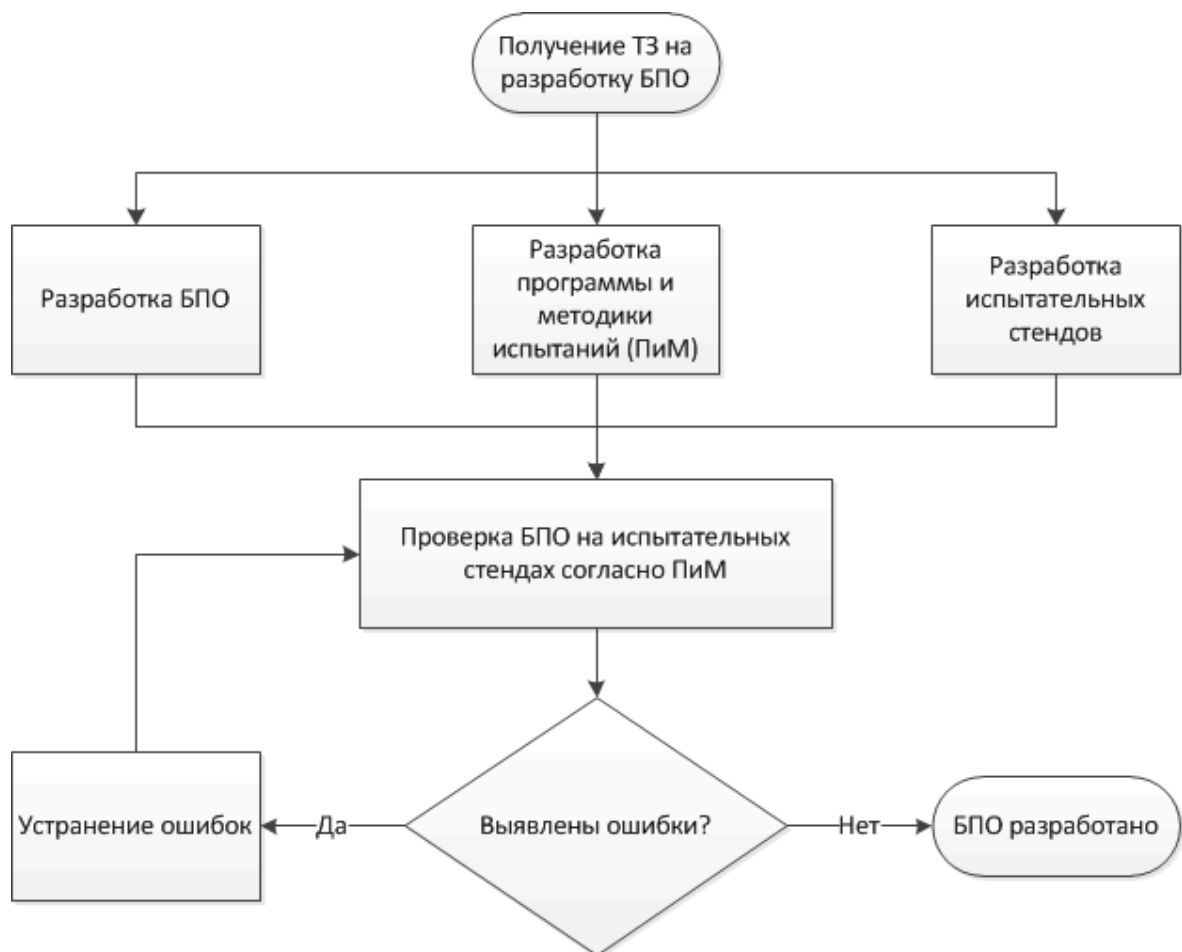 Получение ТЗ на
разработку БПО
Разработка БПО
Разработка
программы и
методики
испытаний (ПиМ)
Разработка
испытательных
стендов
Проверка БПО на испытательных
стендах согласно ПиМ
Устранение ошибок
Да
Выявлены ошибки?
Нет
БПО разработано